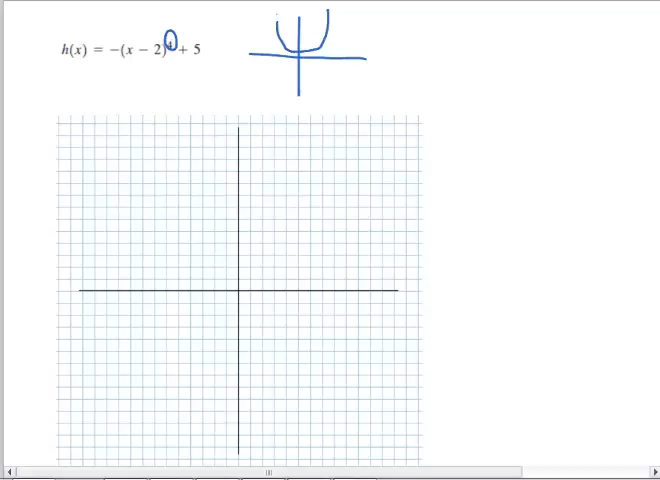 h(x) = −(x − 2)⁴ + 5